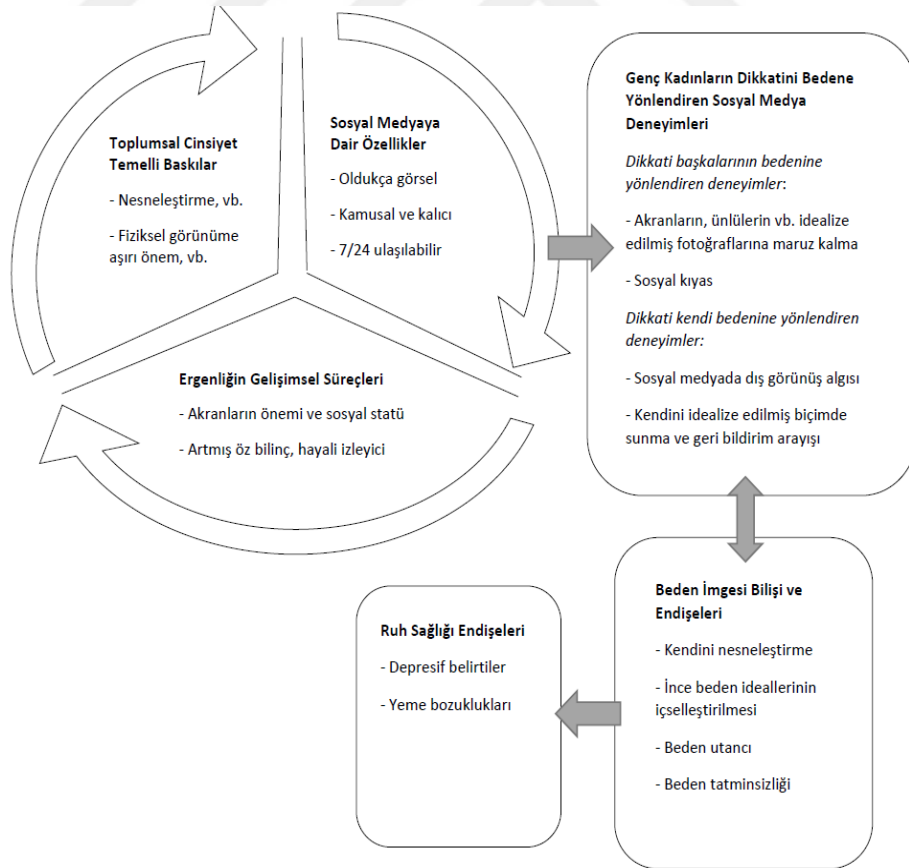 Toplumsal Cinsiyet
Temelli Baskılar
- Nesneleştirme, vb.
- Fiziksel görünüme
aşırı önem, vb.
Sosyal Medyaya
Dair Özellikler
- Oldukça görsel
- Kamusal ve kalıcı
- 7/24 ulaşılabilir
Ergenliğin Gelişimsel Süreçleri
- Akranların önemi ve sosyal statü
- Artmış öz bilinç, hayali izleyici
Genç Kadınların Dikkatini Bedene
Yönlendiren Sosyal Medya
Deneyimleri
Dikkati başkalarının bedenine
yönlendiren deneyimler:
- Akranların, ünlülerin vb. idealize
edilmiş fotoğraflarına maruz kalma
- Sosyal kıyas
Dikkati kendi bedenine yönlendiren
deneyimler:
- Sosyal medyada dış görünüş algısı
- Kendini idealize edilmiş biçimde
sunma ve geri bildirim arayışı
Beden İmgesi Bilişi ve
Endişeleri
- Kendini nesneleştirme
- İnce beden ideallerinin
içselleştirilmesi
- Beden utancı
- Beden tatminsizliği
Ruh Sağlığı Endişeleri
- Depresif belirtiler
- Yeme bozuklukları